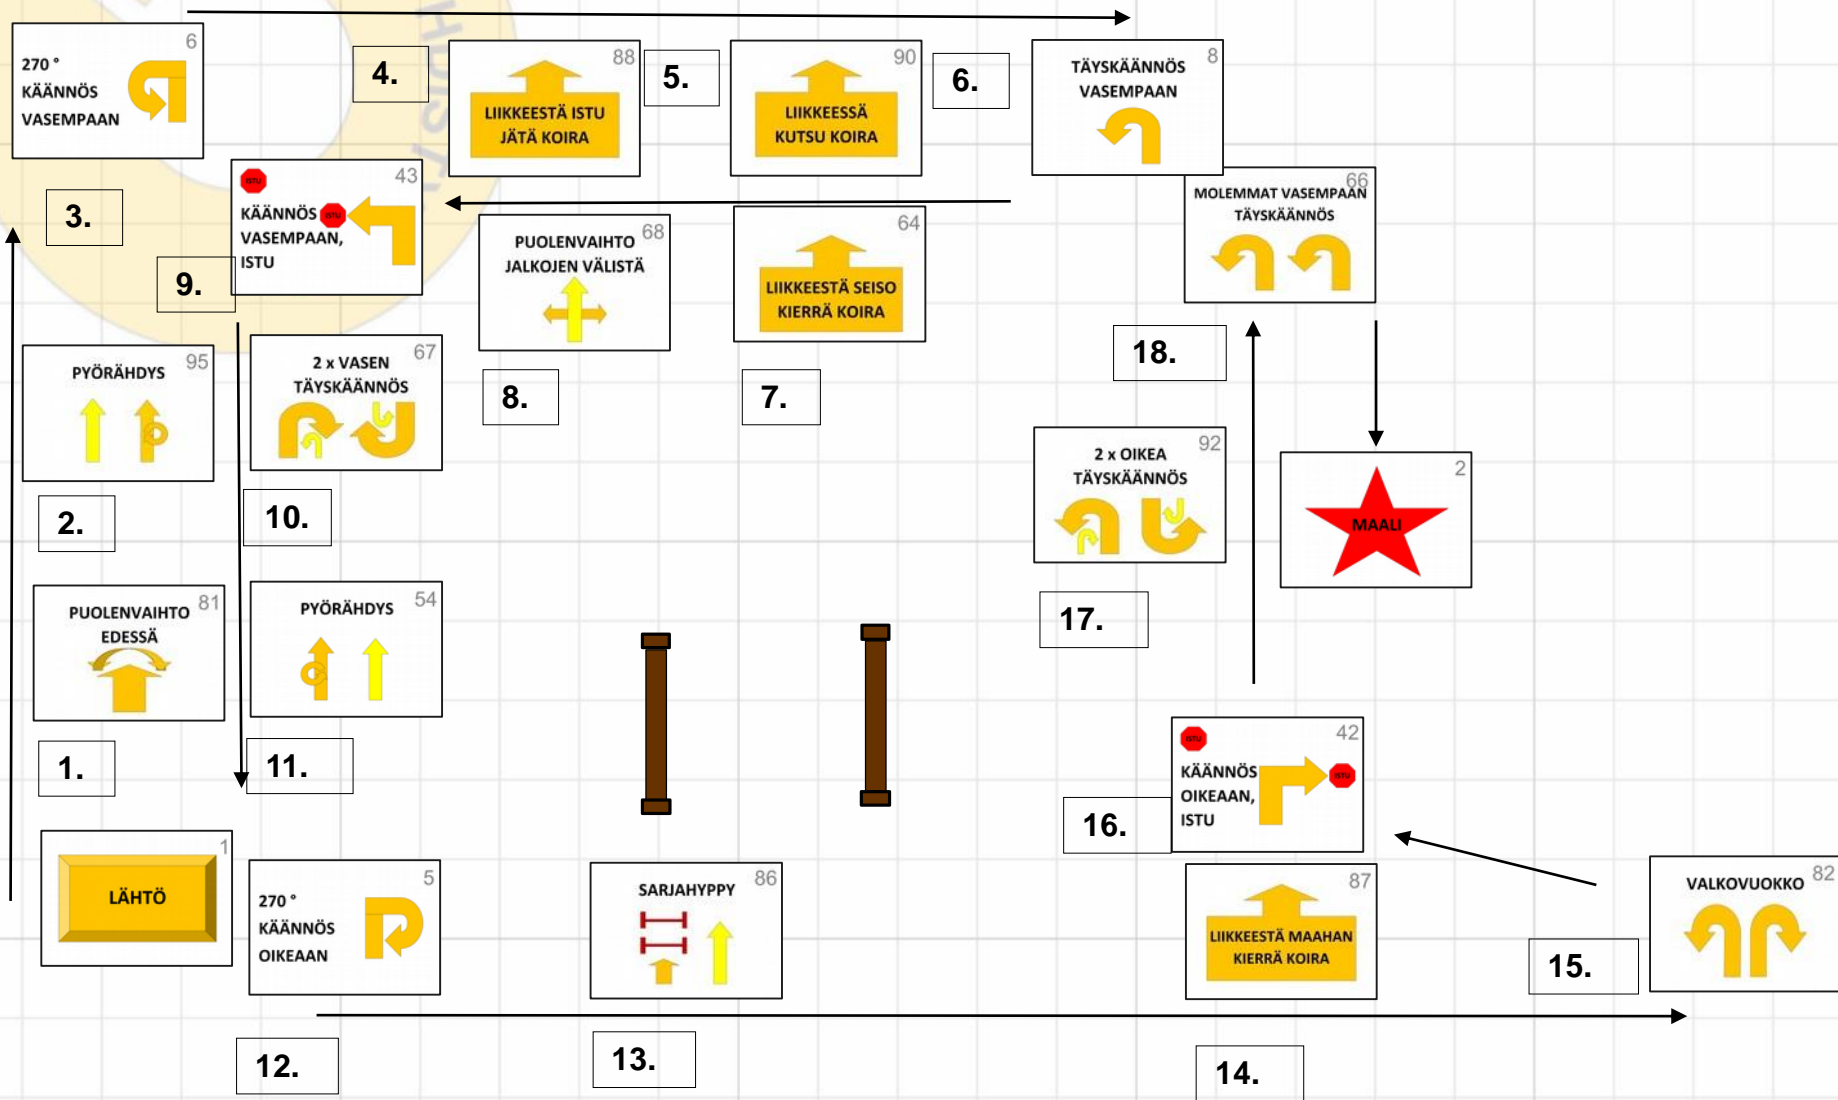 6
270 °
KÄÄNNÖS
VASEMPAAN
3.
4.
88
LIIKKEESTÄ ISTU
JÄTÄ KOIRA
5.
90
LIIKKEESSÄ
KUTSU KOIRA
6.
8
TÄYSKÄÄNNÖS
VASEMPAAN
ISTU
43
KÄÄNNÖS
ISTU
VASEMPAAN,
ISTU
9.
68
PUOLENVAIHTO
JALKOJEN VÄLISTÄ
8.
64
LIIKKEESTÄ SEISO
KIERRÄ KOIRA
7.
66
MOLEMMAT VASEMPAAN
TÄYSKÄÄNNÖS
18.
95
PYÖRÄHDYS
2.
67
2 x VASEN
TÄYSKÄÄNNÖS
10.
92
2 x OIKEA
TÄYSKÄÄNNÖS
17.
2
MAALI
81
PUOLENVAIHTO
EDESSÄ
1.
54
PYÖRÄHDYS
11.
ISTU
42
KÄÄNNÖS
ISTU
OIKEAAN,
ISTU
16.
1
LÄHTÖ
5
270 °
KÄÄNNÖS
OIKEAAN
12.
86
SARJAHYPPY
13.
87
LIIKKEESTÄ MAAHAN
KIERRÄ KOIRA
14.
15.
82
VALKOVUOKKO